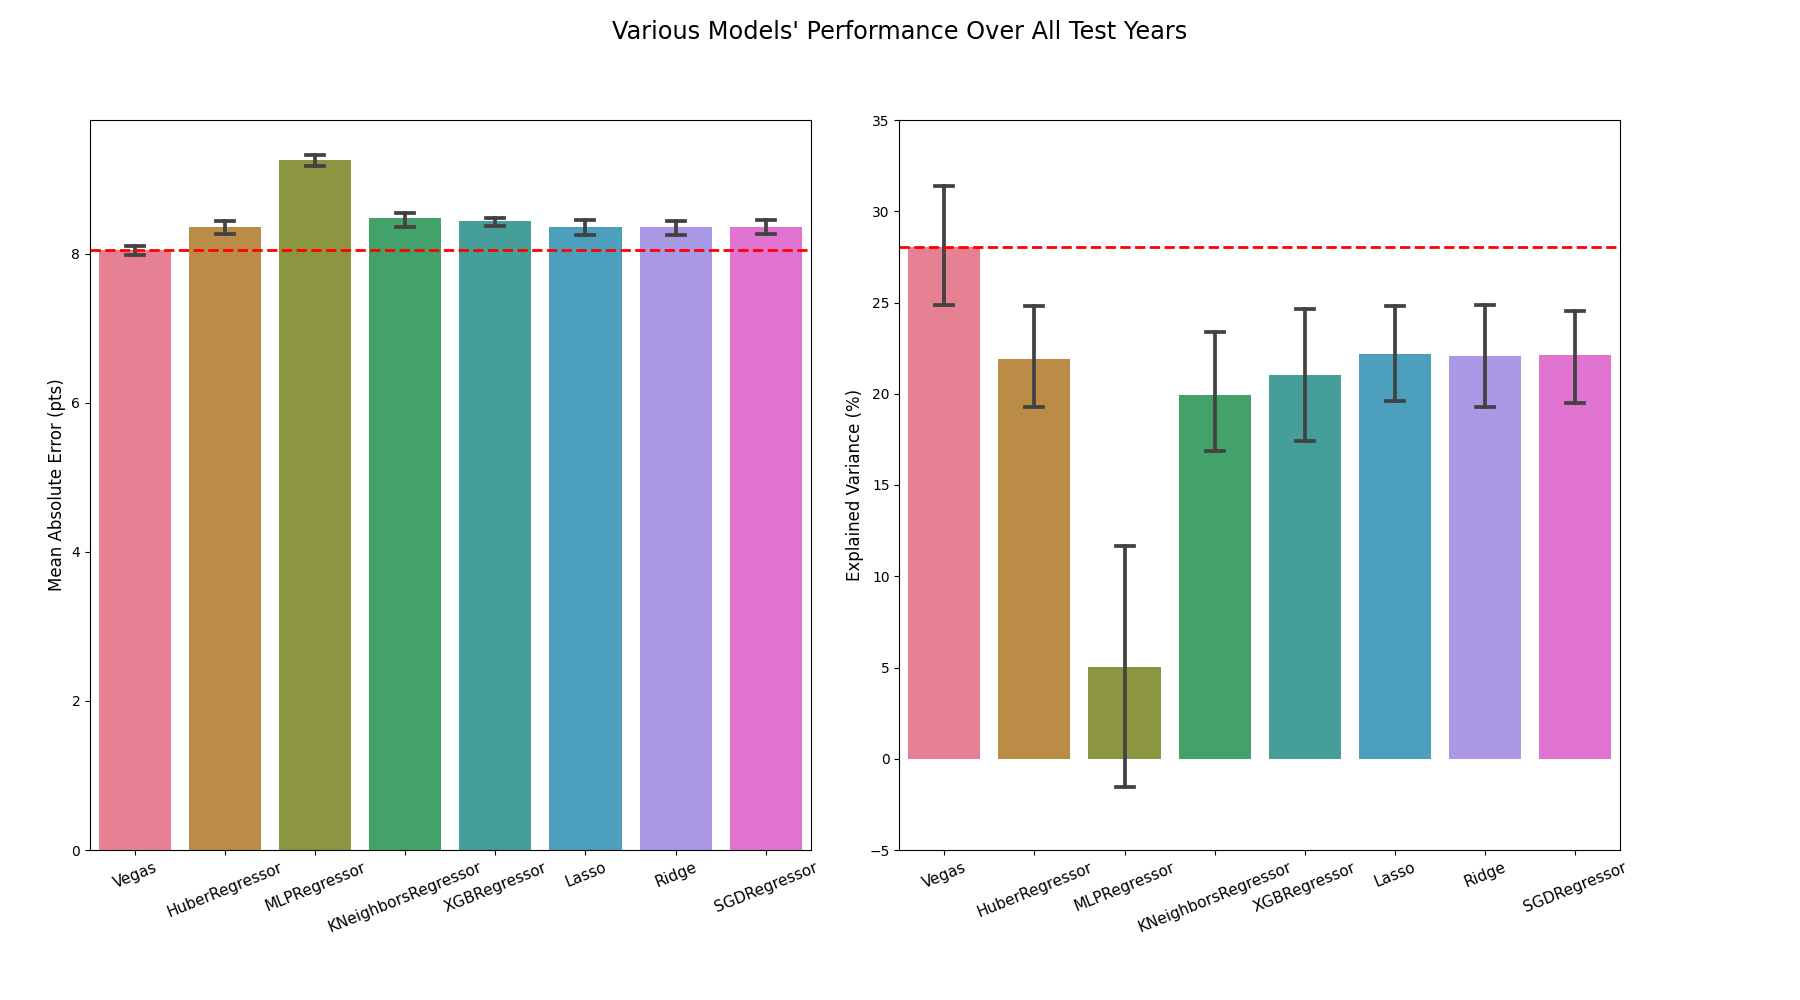 Various Models' Performance Over All Test Years
Mean Absolute Error (pts)
8
6
4
2
0
Vegas
HuberRegressor
MLPRegressor
KNeighborsRegressor
XGBRegressor
Lasso
Ridge
SGDRegressor
Explained Variance (%)
35
30
25
20
15
10
5
0
−5
Vegas
HuberRegressor
MLPRegressor
KNeighborsRegressor
XGBRegressor
Lasso
Ridge
SGDRegressor